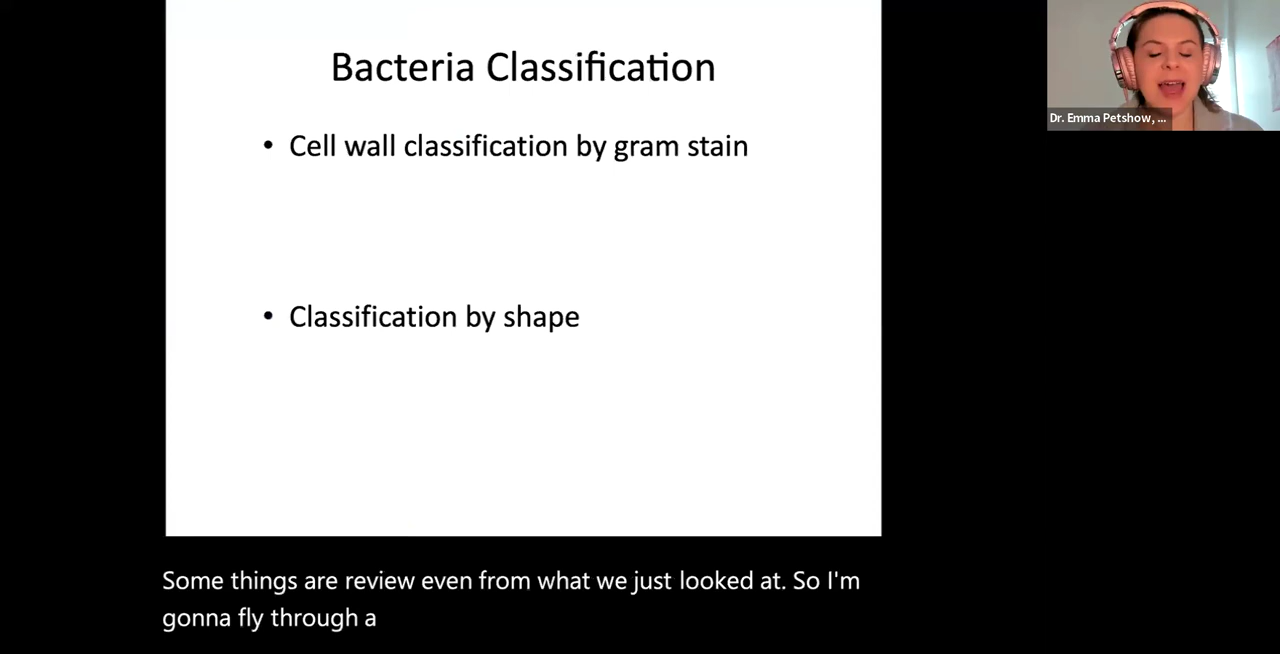 Bacteria Classification
• Cell wall classification by gram stain
• Classification by shape
Dr. Emma Petshow, ...
Some things are review even from what we just looked at. So I'm
gonna fly through a